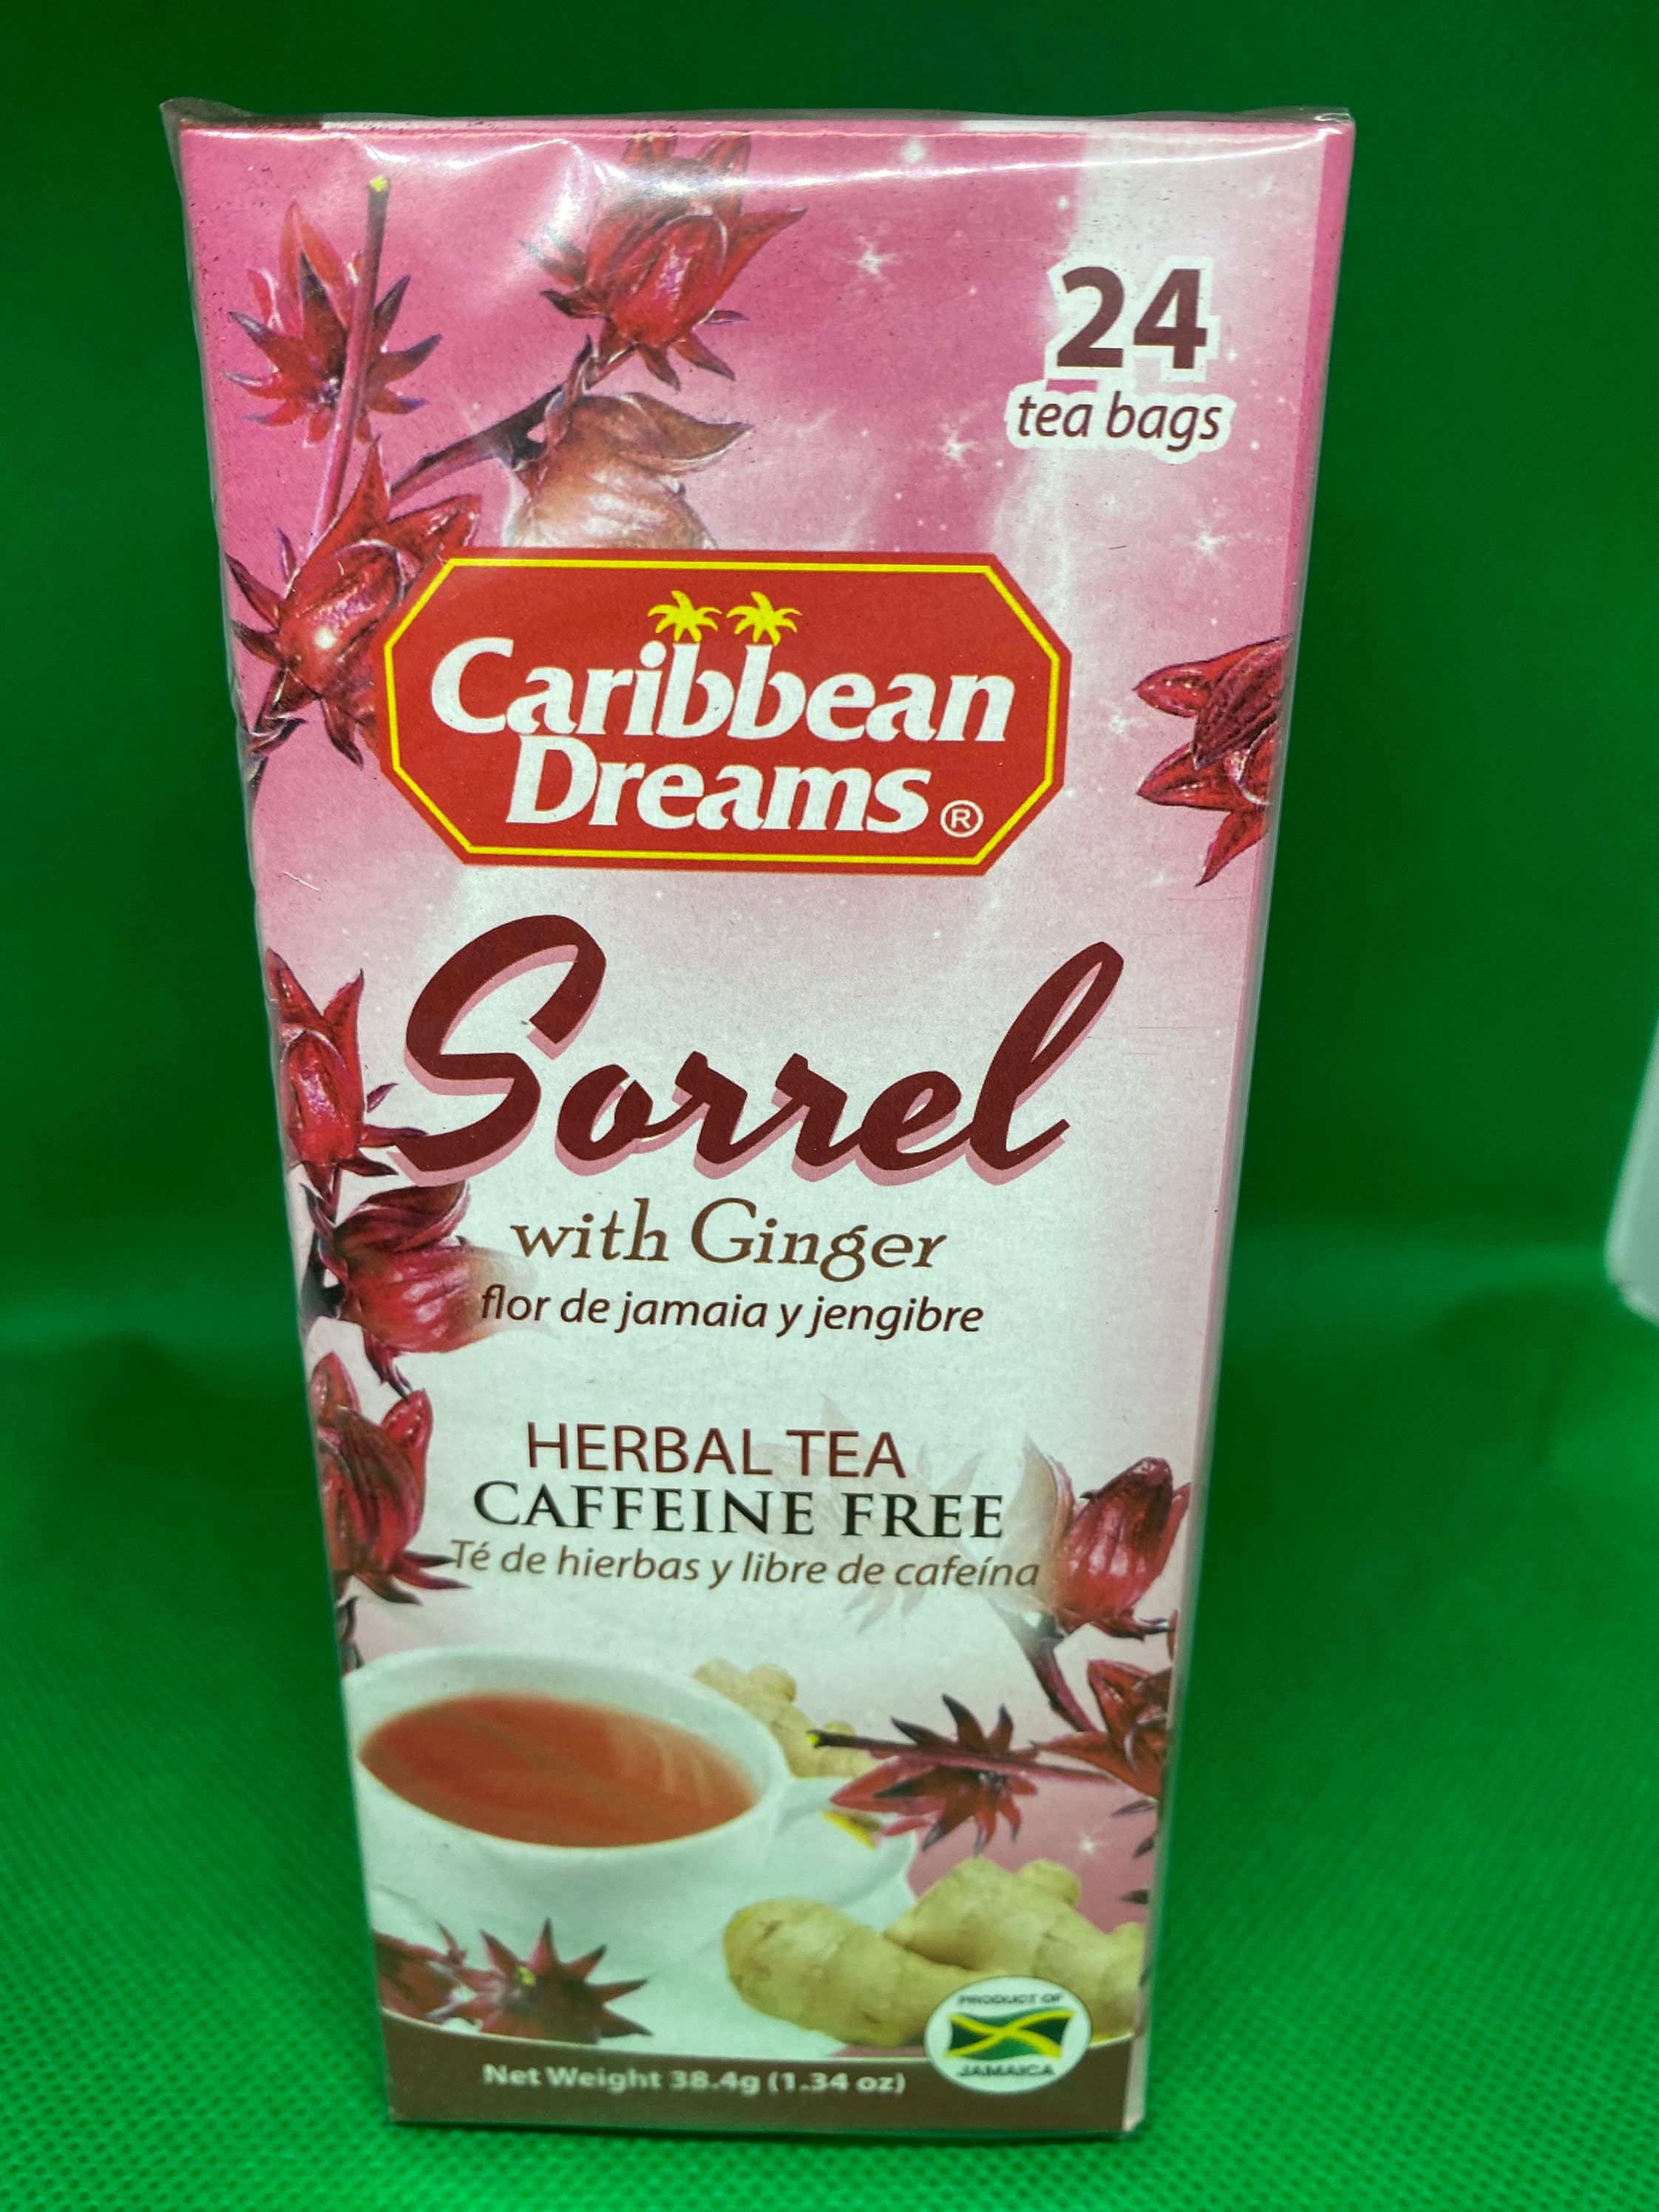 24
tea bags
Caribbean
Dreams ®
Sorrel
with Ginger
flor de jamaia y jengibre
HERBAL TEA
CAFFEINE FREE
Té de hierbas y libre de cafeína
PRODUCT OF
JAMAICA
Net Weight 38.4g (1.34 oz)